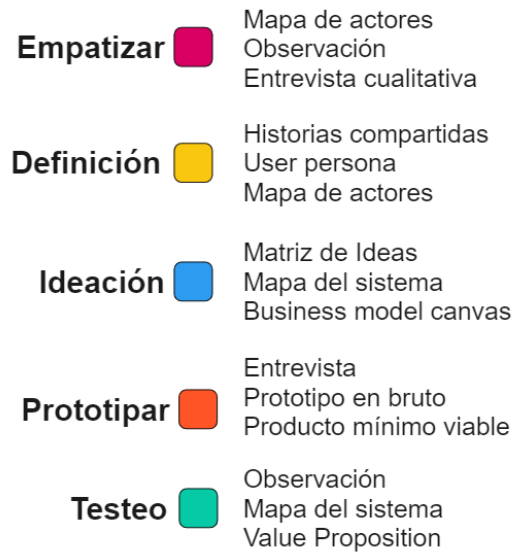 Empatizar
Mapa de actores
Observación
Entrevista cualitativa
Definición
Historias compartidas
User persona
Mapa de actores
Ideación
Matriz de Ideas
Mapa del sistema
Business model canvas
Prototipar
Entrevista
Prototipo en bruto
Producto mínimo viable
Testeo
Observación
Mapa del sistema
Value Proposition